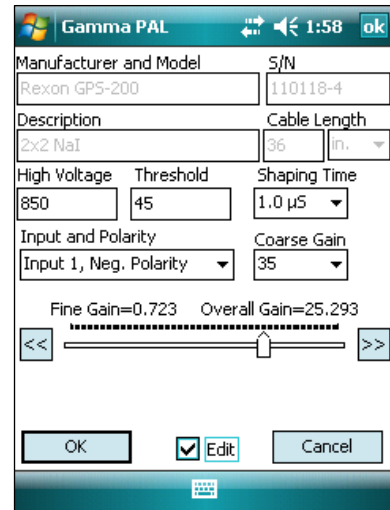 Gamma PAL 1:58 ok
Manufacturer and Model S/N
Rexon GPS-200 110118-4
Description Cable Length
2x2 NaI 36 in.
High Voltage Threshold Shaping Time
850 45 1.0 µS
Input and Polarity Coarse Gain
Input 1, Neg. Polarity 35
Fine Gain=0.723 Overall Gain=25.293
<< >>
OK Edit Cancel